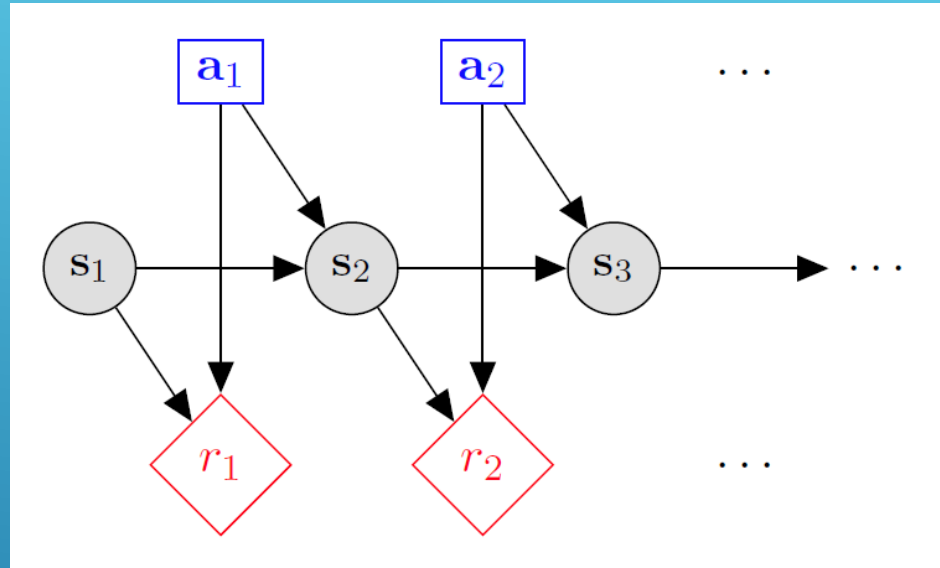 a₁ a₂ ...
s₁ s₂ s₃ ...
r₁ r₂ ...